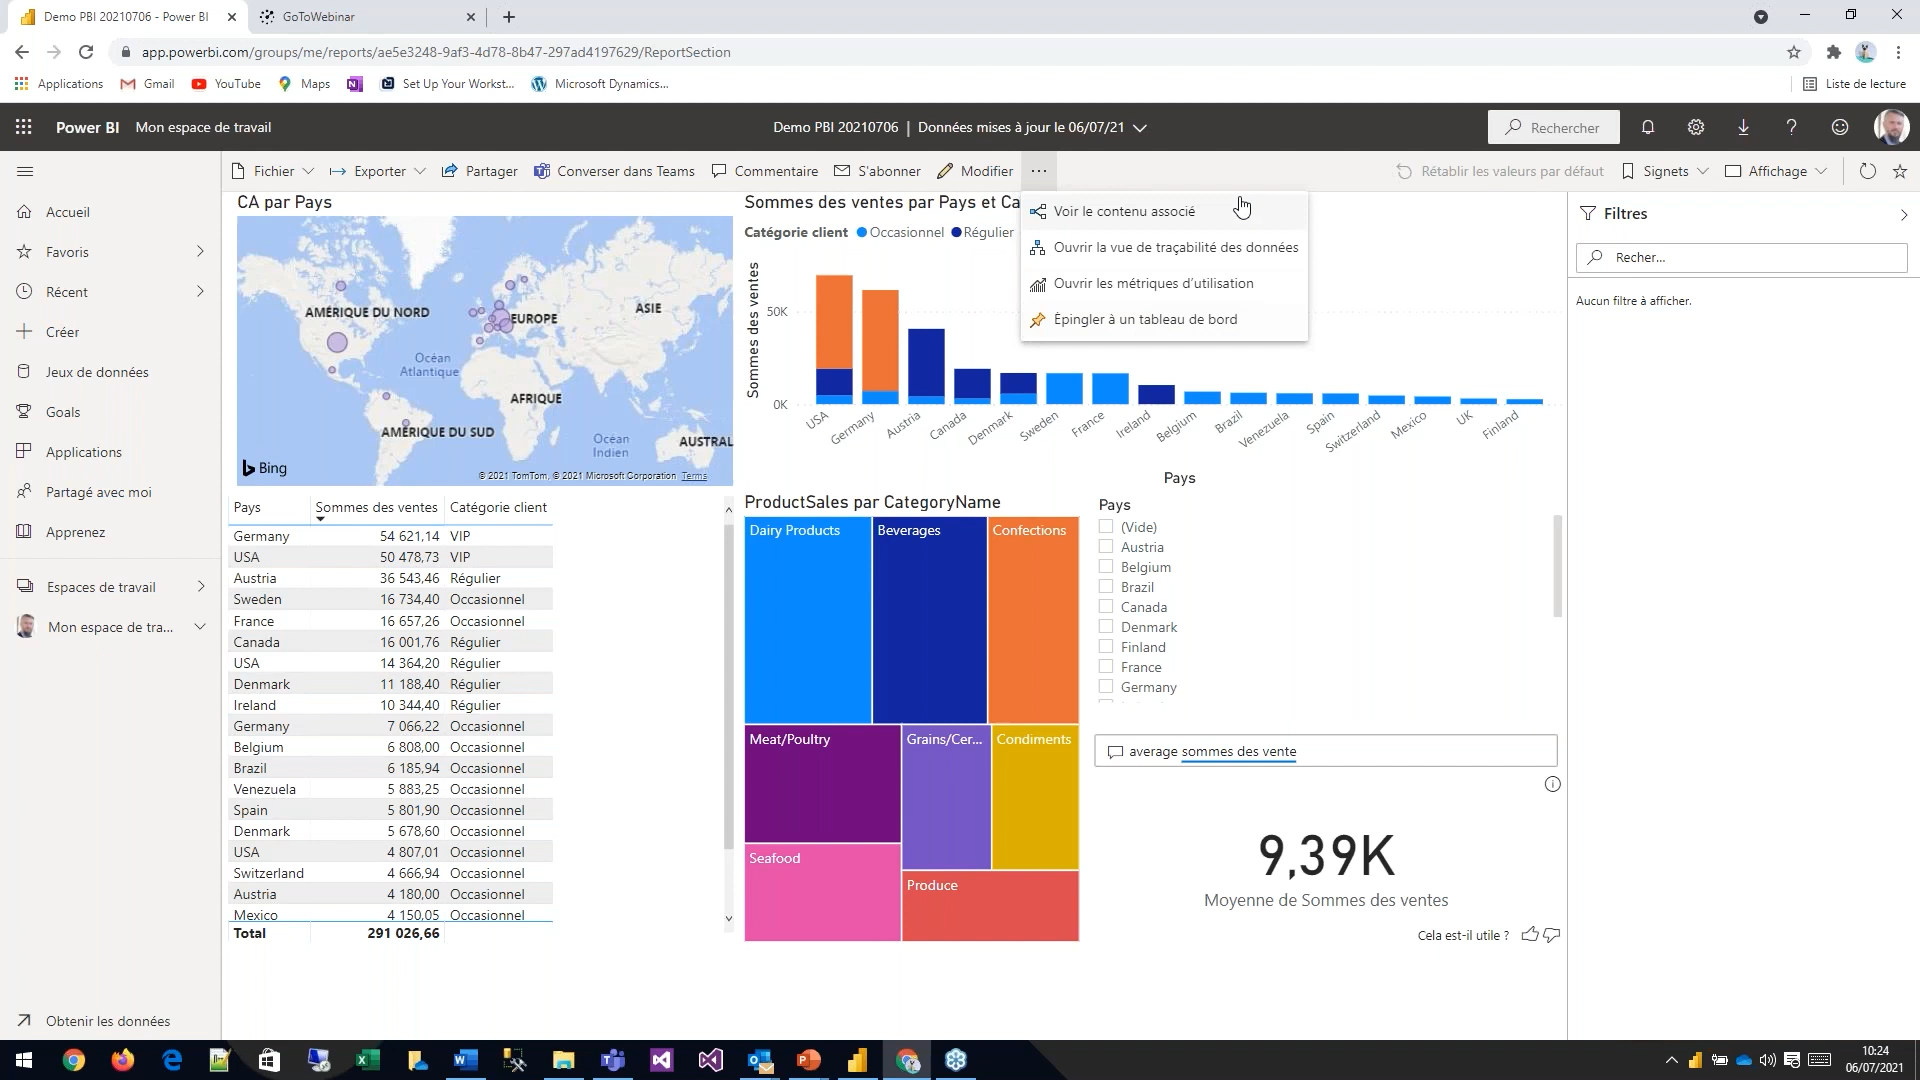 Demo PBI 20210706 - Power BI
GoToWebinar
app.powerbi.com/groups/me/reports/ae5e3248-9af3-4d78-8b47-297ad4197629/ReportSection
Applications
Gmail
YouTube
Maps
Set Up Your Workst...
Microsoft Dynamics...
Liste de lecture
Power BI
Mon espace de travail
Demo PBI 20210706 | Données mises à jour le 06/07/21
Rechercher
Fichier
Exporter
Partager
Converser dans Teams
Commentaire
S'abonner
Modifier
Rétablir les valeurs par défaut
Signets
Affichage
Accueil
Favoris
Récent
Créer
Jeux de données
Goals
Applications
Partagé avec moi
Apprenez
Espaces de travail
Mon espace de tra...
Obtenir les données
CA par Pays
AMÉRIQUE DU NORD
EUROPE
ASIE
Océan
Atlantique
AFRIQUE
AMÉRIQUE DU SUD
Océan
Indien
AUSTRAL
Bing
© 2021 TomTom, © 2021 Microsoft Corporation Terms
Sommes des ventes par Pays et Ca
Catégorie client Occasionnel Régulier
Voir le contenu associé
Ouvrir la vue de traçabilité des données
Ouvrir les métriques d'utilisation
Épingler à un tableau de bord
Sommes des ventes
50K
0K
USA
Germany
Austria
Canada
Denmark
Sweden
France
Ireland
Belgium
Brazil
Venezuela
Spain
Switzerland
Mexico
UK
Finland
Pays
Filtres
Recher...
Aucun filtre à afficher.
Pays Sommes des ventes Catégorie client
Germany 54 621,14 VIP
USA 50 478,73 VIP
Austria 36 543,46 Régulier
Sweden 16 734,40 Occasionnel
France 16 657,26 Occasionnel
Canada 16 001,76 Régulier
USA 14 364,20 Régulier
Denmark 11 188,40 Régulier
Ireland 10 344,40 Régulier
Germany 7 066,22 Occasionnel
Belgium 6 808,00 Occasionnel
Brazil 6 185,94 Occasionnel
Venezuela 5 883,25 Occasionnel
Spain 5 801,90 Occasionnel
Denmark 5 678,60 Occasionnel
USA 4 807,01 Occasionnel
Switzerland 4 666,94 Occasionnel
Austria 4 180,00 Occasionnel
Mexico 4 150,05 Occasionnel
Total 291 026,66
ProductSales par CategoryName
Dairy Products
Beverages
Confections
Meat/Poultry
Grains/Cer...
Condiments
Seafood
Produce
Pays
(Vide)
Austria
Belgium
Brazil
Canada
Denmark
Finland
France
Germany
average sommes des vente
9,39K
Moyenne de Sommes des ventes
Cela est-il utile ?
10:24
06/07/2021